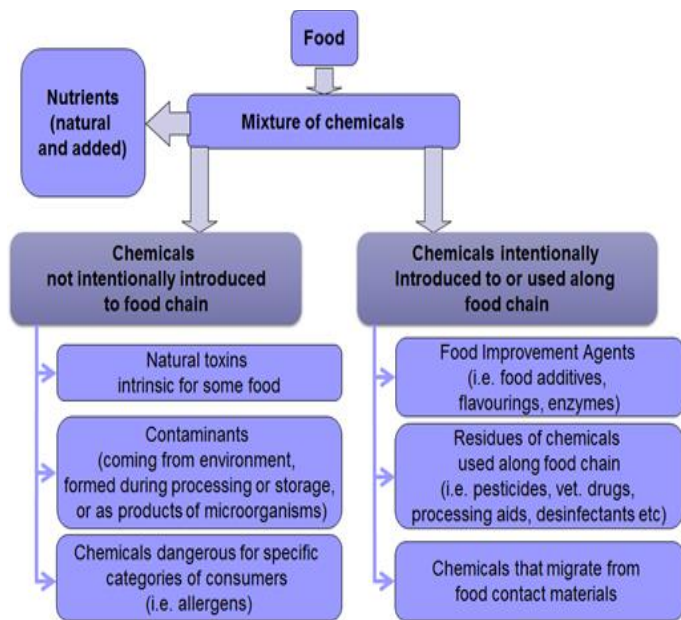 Food
Nutrients
(natural
and added)
Mixture of chemicals
Chemicals
not intentionally introduced
to food chain
Chemicals intentionally
Introduced to or used along
food chain
Natural toxins
intrinsic for some food
Contaminants
(coming from environment,
formed during processing or storage,
or as products of microorganisms)
Chemicals dangerous for specific
categories of consumers
(i.e. allergens)
Food Improvement Agents
(i.e. food additives,
flavourings, enzymes)
Residues of chemicals
used along food chain
(i.e. pesticides, vet. drugs,
processing aids, desinfectants etc)
Chemicals that migrate from
food contact materials